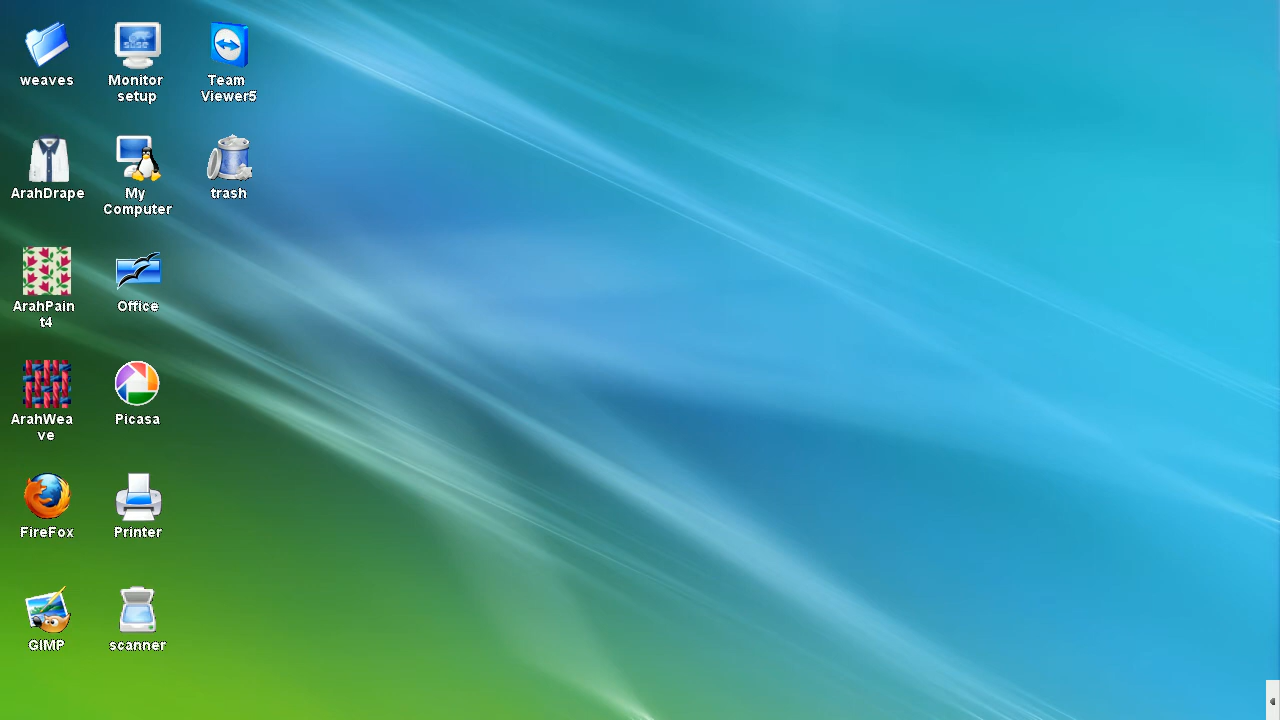 weaves
Monitor
setup
Team
Viewer5
ArahDrape
My
Computer
trash
ArahPain
t4
Office
ArahWea
ve
Picasa
FireFox
Printer
GIMP
scanner